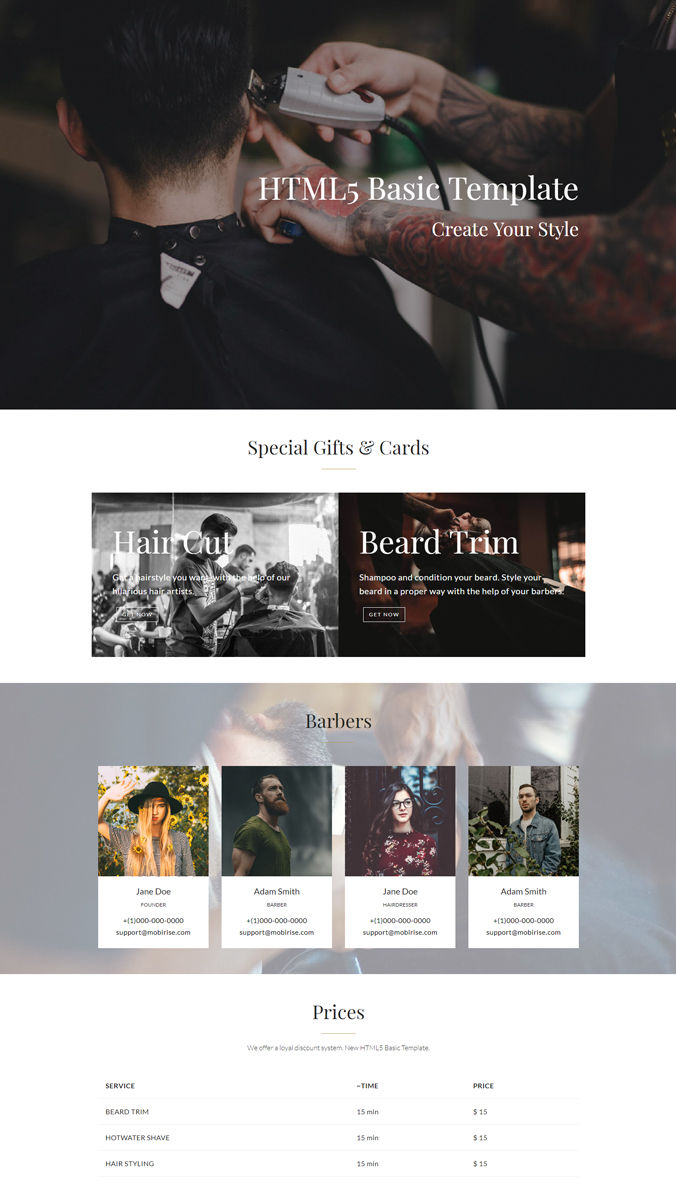 HTML5 Basic Template
Create Your Style
Special Gifts & Cards
Hair Cut
Get a hairstyle you want with the help of our
hilarious hair artists.
GET NOW
Beard Trim
Shampoo and condition your beard. Style your
beard in a proper way with the help of your barbers.
GET NOW
Barbers
Jane Doe
FOUNDER
+(1)000-000-0000
support@mobirise.com
Adam Smith
BARBER
+(1)000-000-0000
support@mobirise.com
Jane Doe
HAIRDRESSER
+(1)000-000-0000
support@mobirise.com
Adam Smith
BARBER
+(1)000-000-0000
support@mobirise.com
Prices
We offer a loyal discount system. New HTML5 Basic Template.
SERVICE ~TIME PRICE
BEARD TRIM 15 min $ 15
HOTWATER SHAVE 15 min $ 15
HAIR STYLING 15 min $ 15